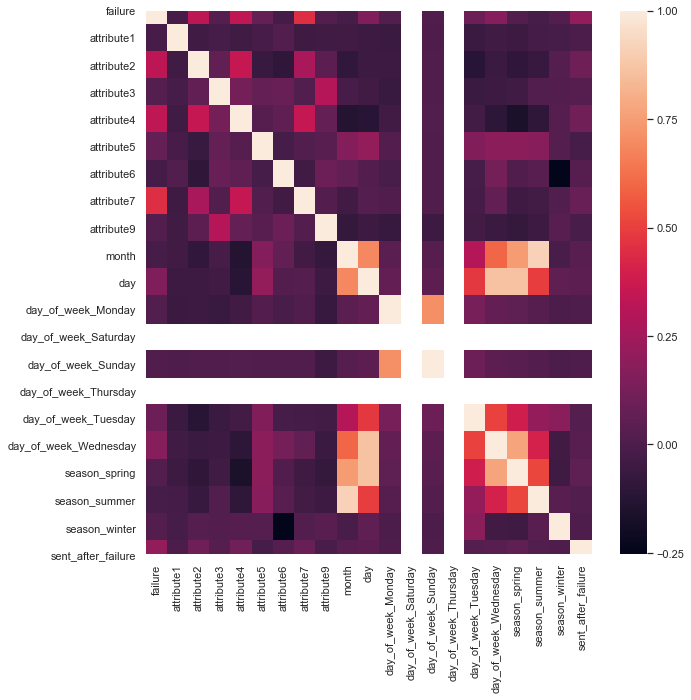 failure
attribute1
attribute2
attribute3
attribute4
attribute5
attribute6
attribute7
attribute9
month
day
day_of_week_Monday
day_of_week_Saturday
day_of_week_Sunday
day_of_week_Thursday
day_of_week_Tuesday
day_of_week_Wednesday
season_spring
season_summer
season_winter
sent_after_failure
failure
attribute1
attribute2
attribute3
attribute4
attribute5
attribute6
attribute7
attribute9
month
day
day_of_week_Monday
day_of_week_Saturday
day_of_week_Sunday
day_of_week_Thursday
day_of_week_Tuesday
day_of_week_Wednesday
season_spring
season_summer
season_winter
sent_after_failure
1.00
0.75
0.50
0.25
0.00
−0.25